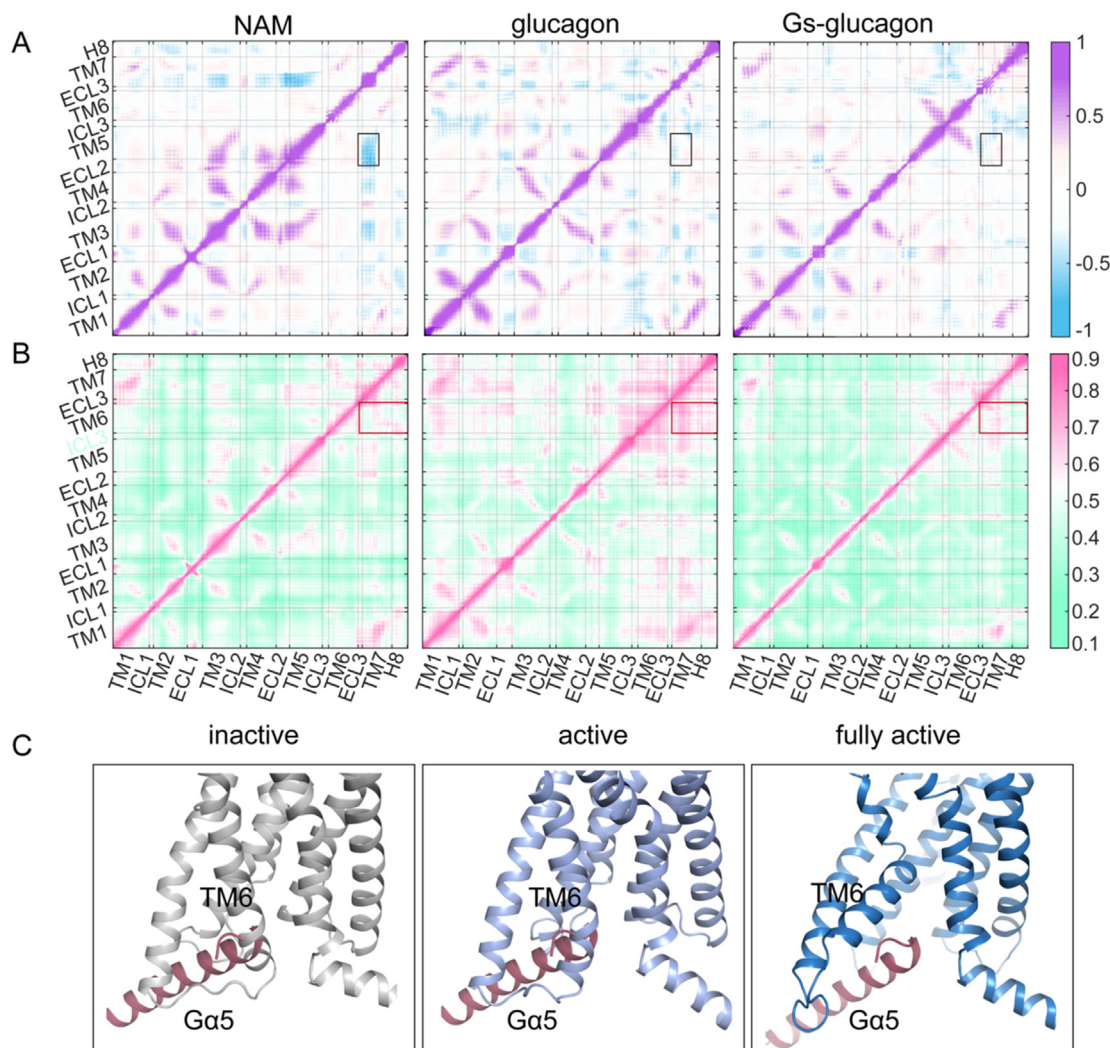 NAM
glucagon
Gs-glucagon
A
H8
TM7
ECL3
TM6
ICL3
TM5
ECL2
TM4
ICL2
TM3
ECL1
TM2
ICL1
TM1
1
0.5
0
-0.5
-1
B
H8
TM7
ECL3
TM6
ICL3
TM5
ECL2
TM4
ICL2
TM3
ECL1
TM2
ICL1
TM1
0.9
0.8
0.7
0.6
0.5
0.4
0.3
0.2
0.1
TM1 ICL1 TM2 ECL1 TM3 ICL2 TM4 ECL2 TM5 ICL3 TM6 ECL3 TM7 H8
TM1 ICL1 TM2 ECL1 TM3 ICL2 TM4 ECL2 TM5 ICL3 TM6 ECL3 TM7 H8
TM1 ICL1 TM2 ECL1 TM3 ICL2 TM4 ECL2 TM5 ICL3 TM6 ECL3 TM7 H8
C
inactive
active
fully active
TM6
Gα5
TM6
Gα5
TM6
Gα5